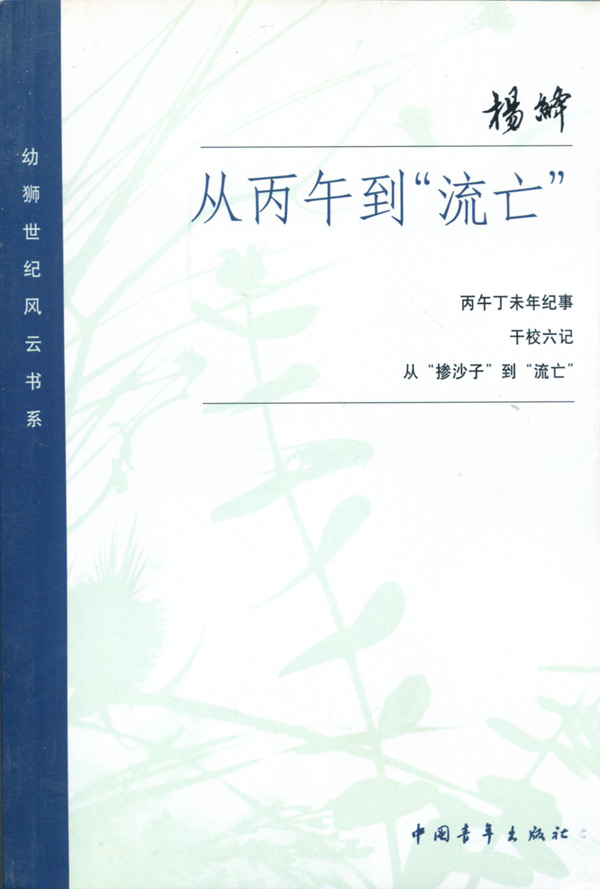 楊絳
从丙午到“流亡”
丙午丁未年纪事
干校六记
从“掺沙子”到“流亡”
幼狮世纪风云书系
中国青年出版社